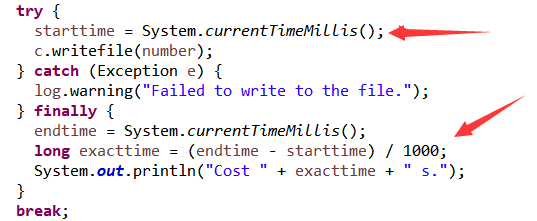 try {
starttime = System.currentTimeMillis();
c.writefile(number);
} catch (Exception e) {
log.warning("Failed to write to the file.");
} finally {
endtime = System.currentTimeMillis();
long exacttime = (endtime - starttime) / 1000;
System.out.println("Cost " + exacttime + " s.");
}
break;